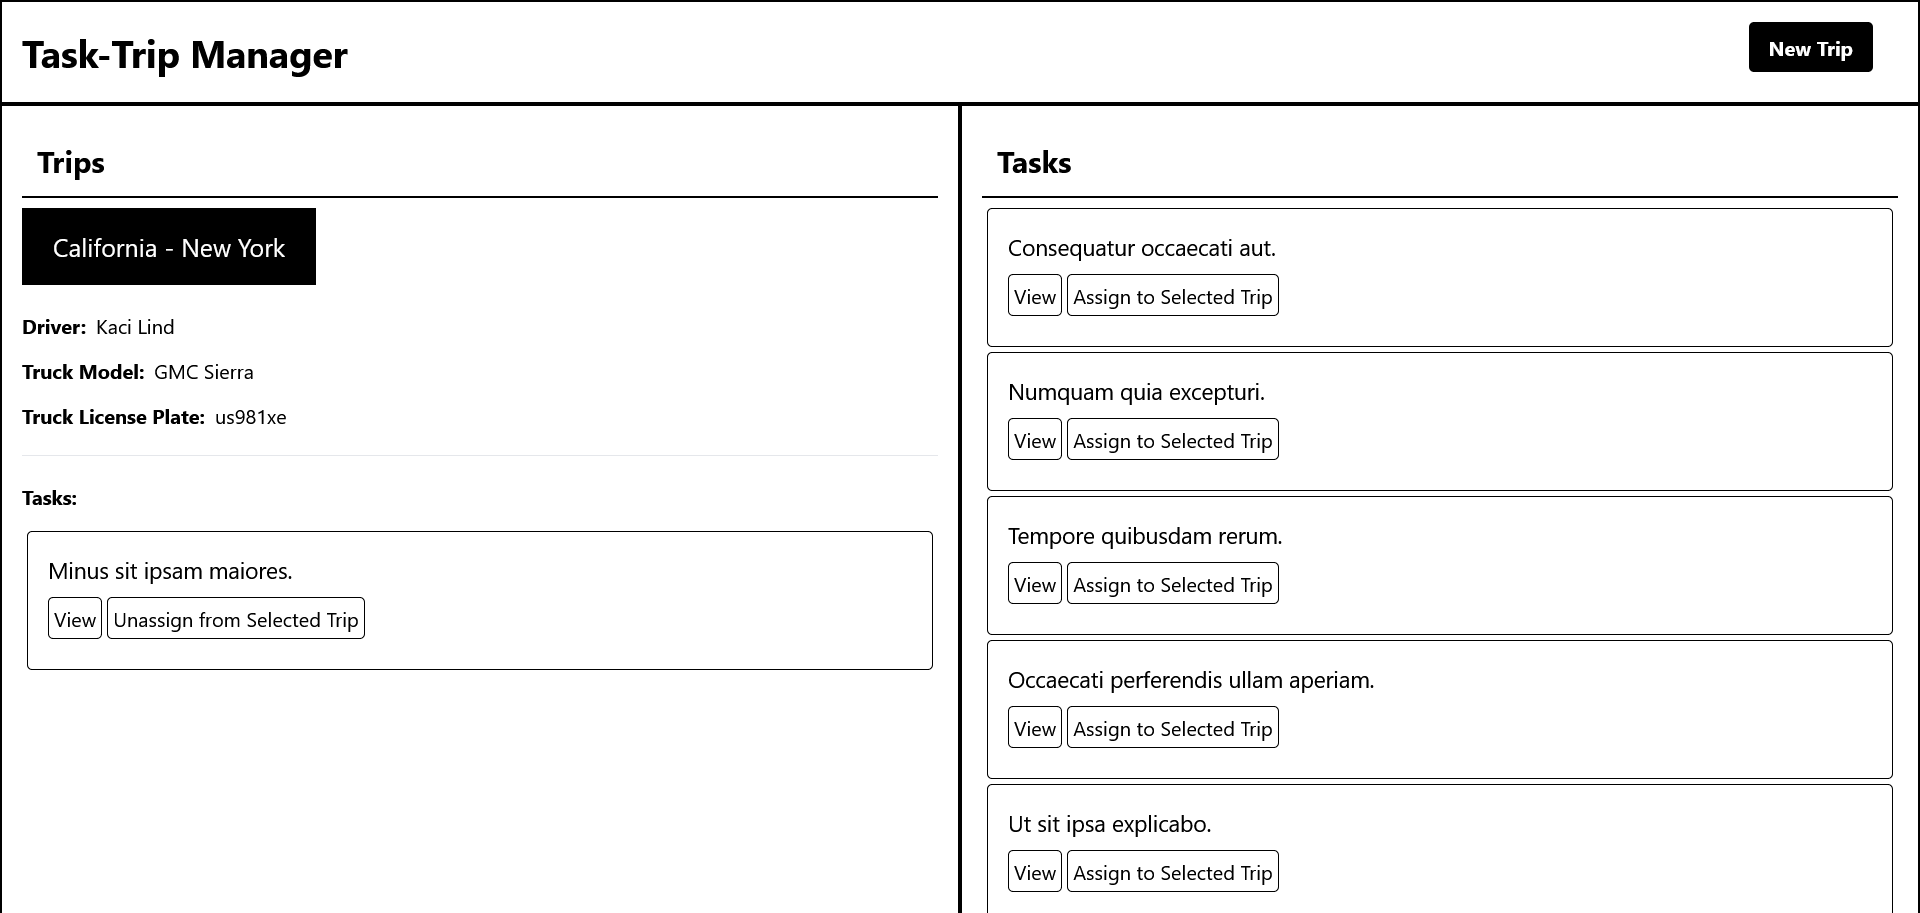 Task-Trip Manager
New Trip
Trips
California - New York
Driver: Kaci Lind
Truck Model: GMC Sierra
Truck License Plate: us981xe
Tasks:
Minus sit ipsam maiores.
View Unassign from Selected Trip
Tasks
Consequatur occaecati aut.
View Assign to Selected Trip
Numquam quia excepturi.
View Assign to Selected Trip
Tempore quibusdam rerum.
View Assign to Selected Trip
Occaecati perferendis ullam aperiam.
View Assign to Selected Trip
Ut sit ipsa explicabo.
View Assign to Selected Trip